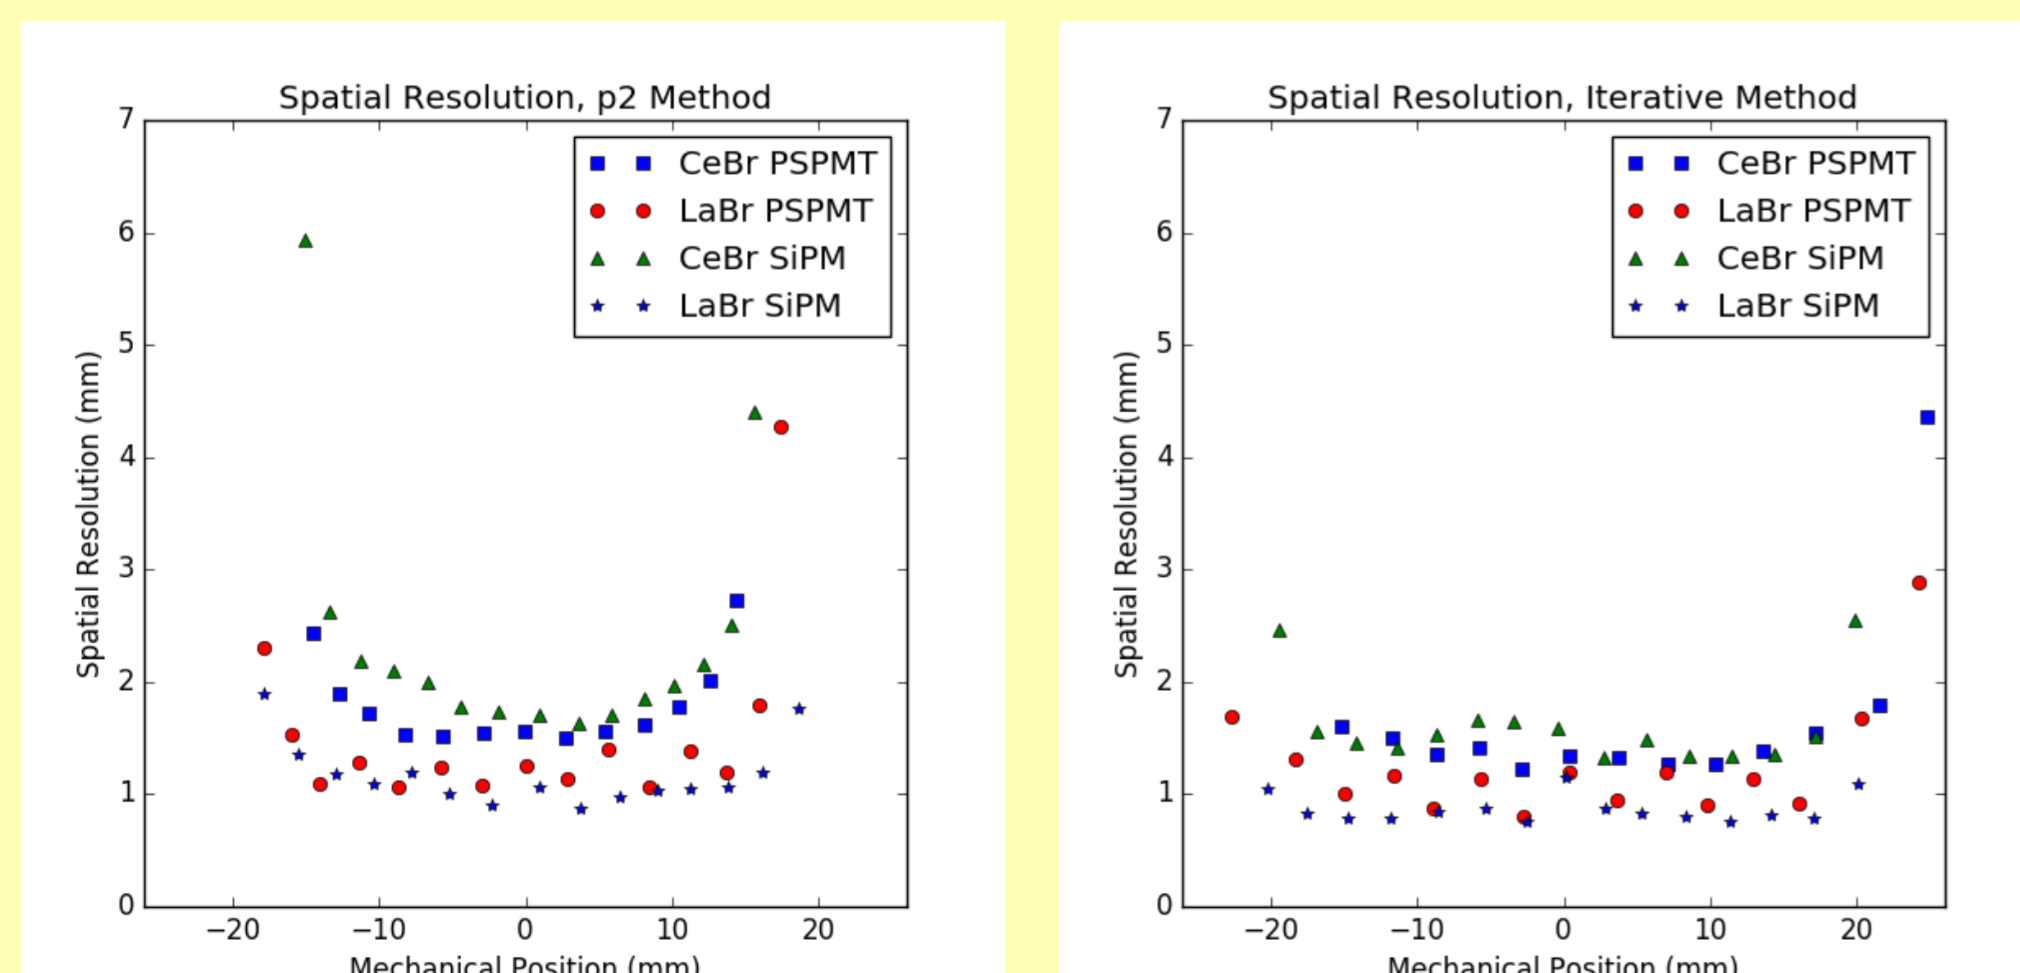 Spatial Resolution, p2 Method
7
6
5
4
3
2
1
0
Spatial Resolution (mm)
CeBr PSPMT
LaBr PSPMT
CeBr SiPM
LaBr SiPM
−20 −10 0 10 20
Mechanical Position (mm)
Spatial Resolution, Iterative Method
7
6
5
4
3
2
1
0
Spatial Resolution (mm)
CeBr PSPMT
LaBr PSPMT
CeBr SiPM
LaBr SiPM
−20 −10 0 10 20
Mechanical Position (mm)